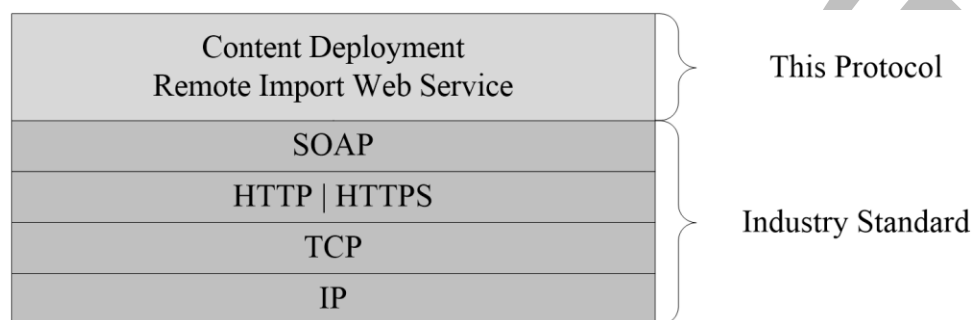 Content Deployment
Remote Import Web Service
This Protocol
SOAP
HTTP | HTTPS
TCP
IP
Industry Standard